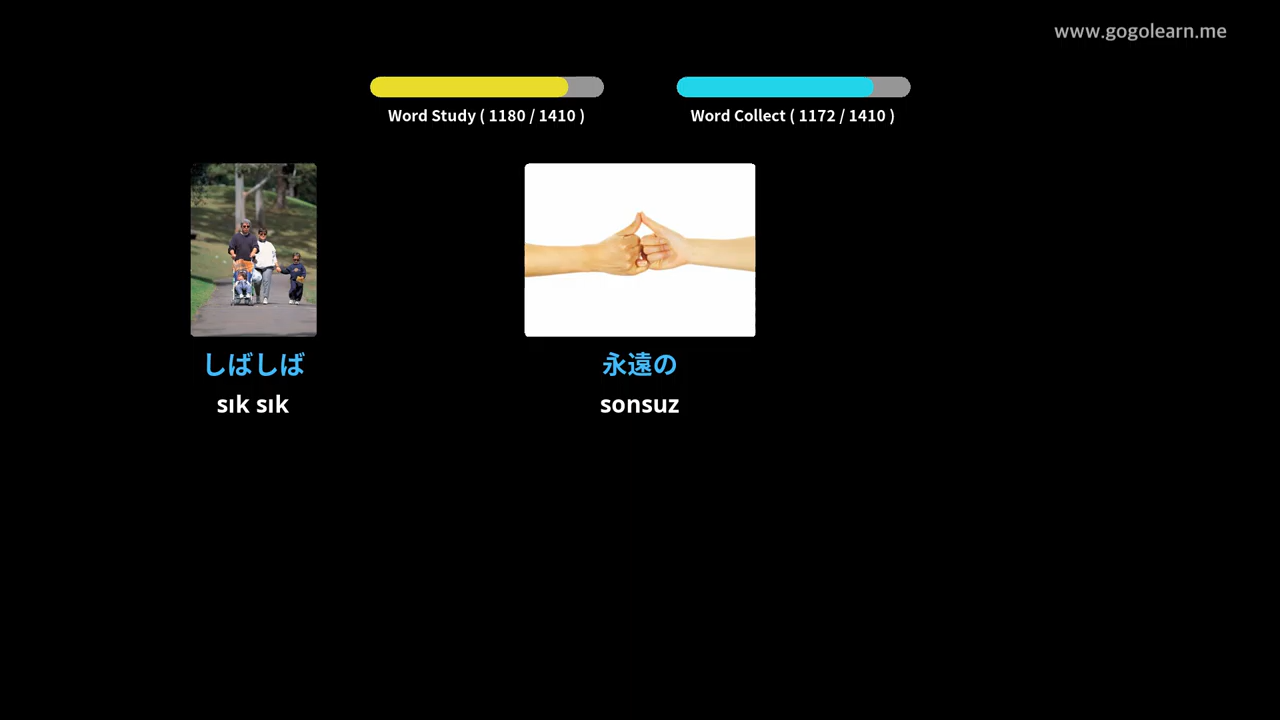 www.gogolearn.me
Word Study ( 1180 / 1410 )
Word Collect ( 1172 / 1410 )
しばしば
sık sık
永遠の
sonsuz